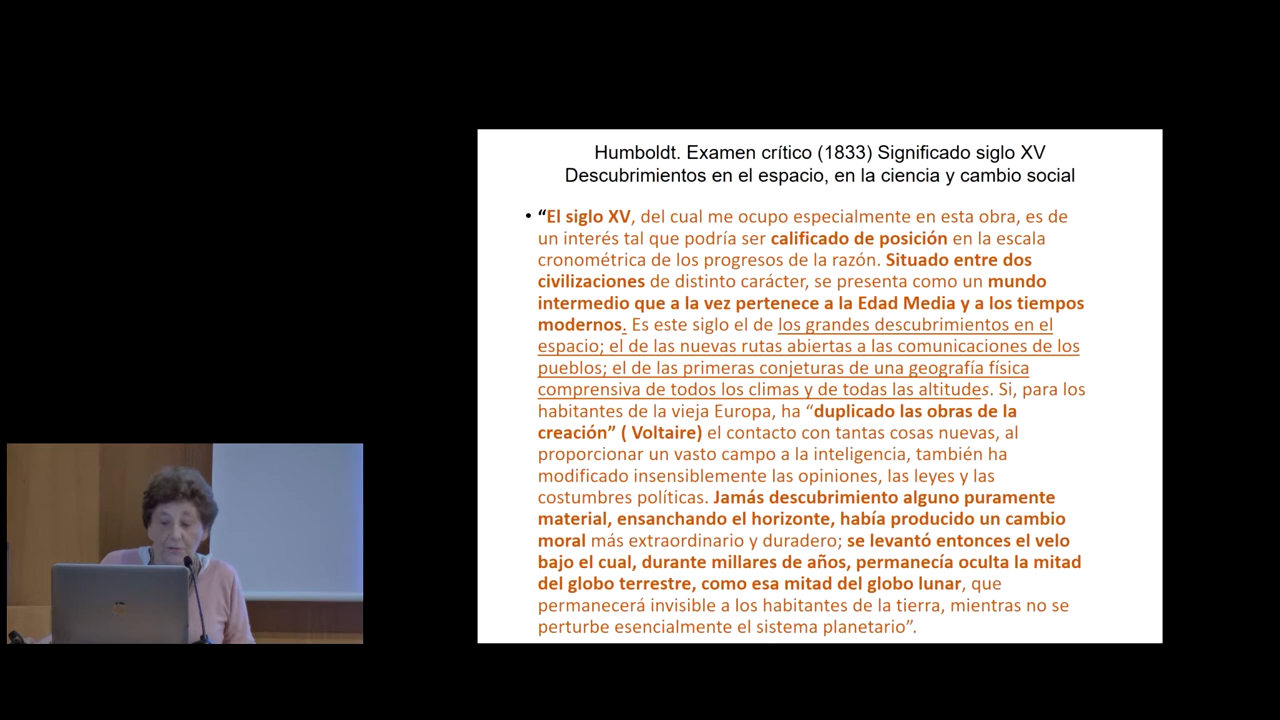 Humboldt. Examen crítico (1833) Significado siglo XV
Descubrimientos en el espacio, en la ciencia y cambio social
• “El siglo XV, del cual me ocupo especialmente en esta obra, es de
un interés tal que podría ser calificado de posición en la escala
cronométrica de los progresos de la razón. Situado entre dos
civilizaciones de distinto carácter, se presenta como un mundo
intermedio que a la vez pertenece a la Edad Media y a los tiempos
modernos. Es este siglo el de los grandes descubrimientos en el
espacio; el de las nuevas rutas abiertas a las comunicaciones de los
pueblos; el de las primeras conjeturas de una geografía física
comprensiva de todos los climas y de todas las altitudes. Si, para los
habitantes de la vieja Europa, ha “duplicado las obras de la
creación” ( Voltaire) el contacto con tantas cosas nuevas, al
proporcionar un vasto campo a la inteligencia, también ha
modificado insensiblemente las opiniones, las leyes y las
costumbres políticas. Jamás descubrimiento alguno puramente
material, ensanchando el horizonte, había producido un cambio
moral más extraordinario y duradero; se levantó entonces el velo
bajo el cual, durante millares de años, permanecía oculta la mitad
del globo terrestre, como esa mitad del globo lunar, que
permanecerá invisible a los habitantes de la tierra, mientras no se
perturbe esencialmente el sistema planetario”.